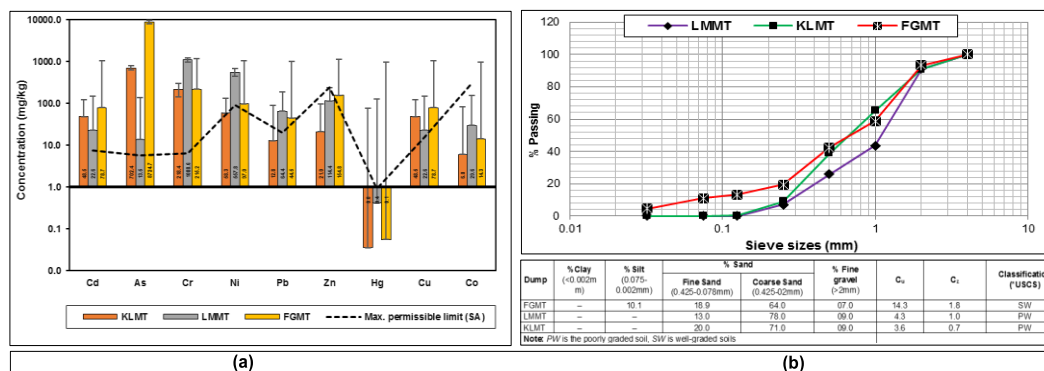 Concentration (mg/kg)
10000.0
1000.0
100.0
10.0
1.0
0.1
0.0
Cd As Cr Ni Pb Zn Hg Cu Co
KLMT LMMT FGMT Max. permissible limit (SA)
(a)
LMMT KLMT FGMT
% Passing
120
100
80
60
40
20
0
0.01 0.1 1 10
Sieve sizes (mm)
Dump % Clay (<0.002mm) % Silt (0.075-0.002mm) % Sand % Fine gravel (>2mm) Cu Cc Classification (*USCS)
Fine Sand (0.425-0.078mm) Coarse Sand (0.425-02mm)
FGMT – 10.1 18.9 64.0 07.0 14.3 1.8 SW
LMMT – – 13.0 78.0 09.0 4.3 1.0 PW
KLMT – – 20.0 71.0 09.0 3.6 0.7 PW
Note: PW is the poorly graded soil, SW is well-graded soils
(b)